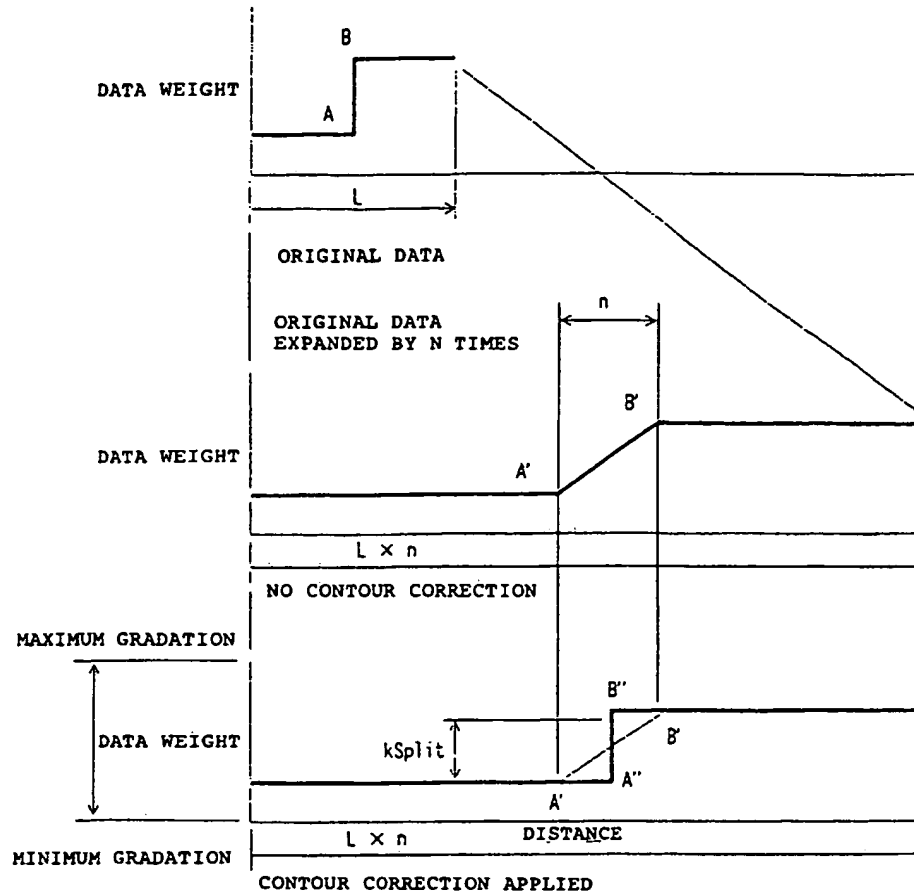 B
DATA WEIGHT
A
L
ORIGINAL DATA
n
ORIGINAL DATA
EXPANDED BY N TIMES
B'
DATA WEIGHT
A'
L × n
NO CONTOUR CORRECTION
MAXIMUM GRADATION
B''
DATA WEIGHT
kSplit
B'
A''
A'
L × n
DISTANCE
MINIMUM GRADATION
CONTOUR CORRECTION APPLIED